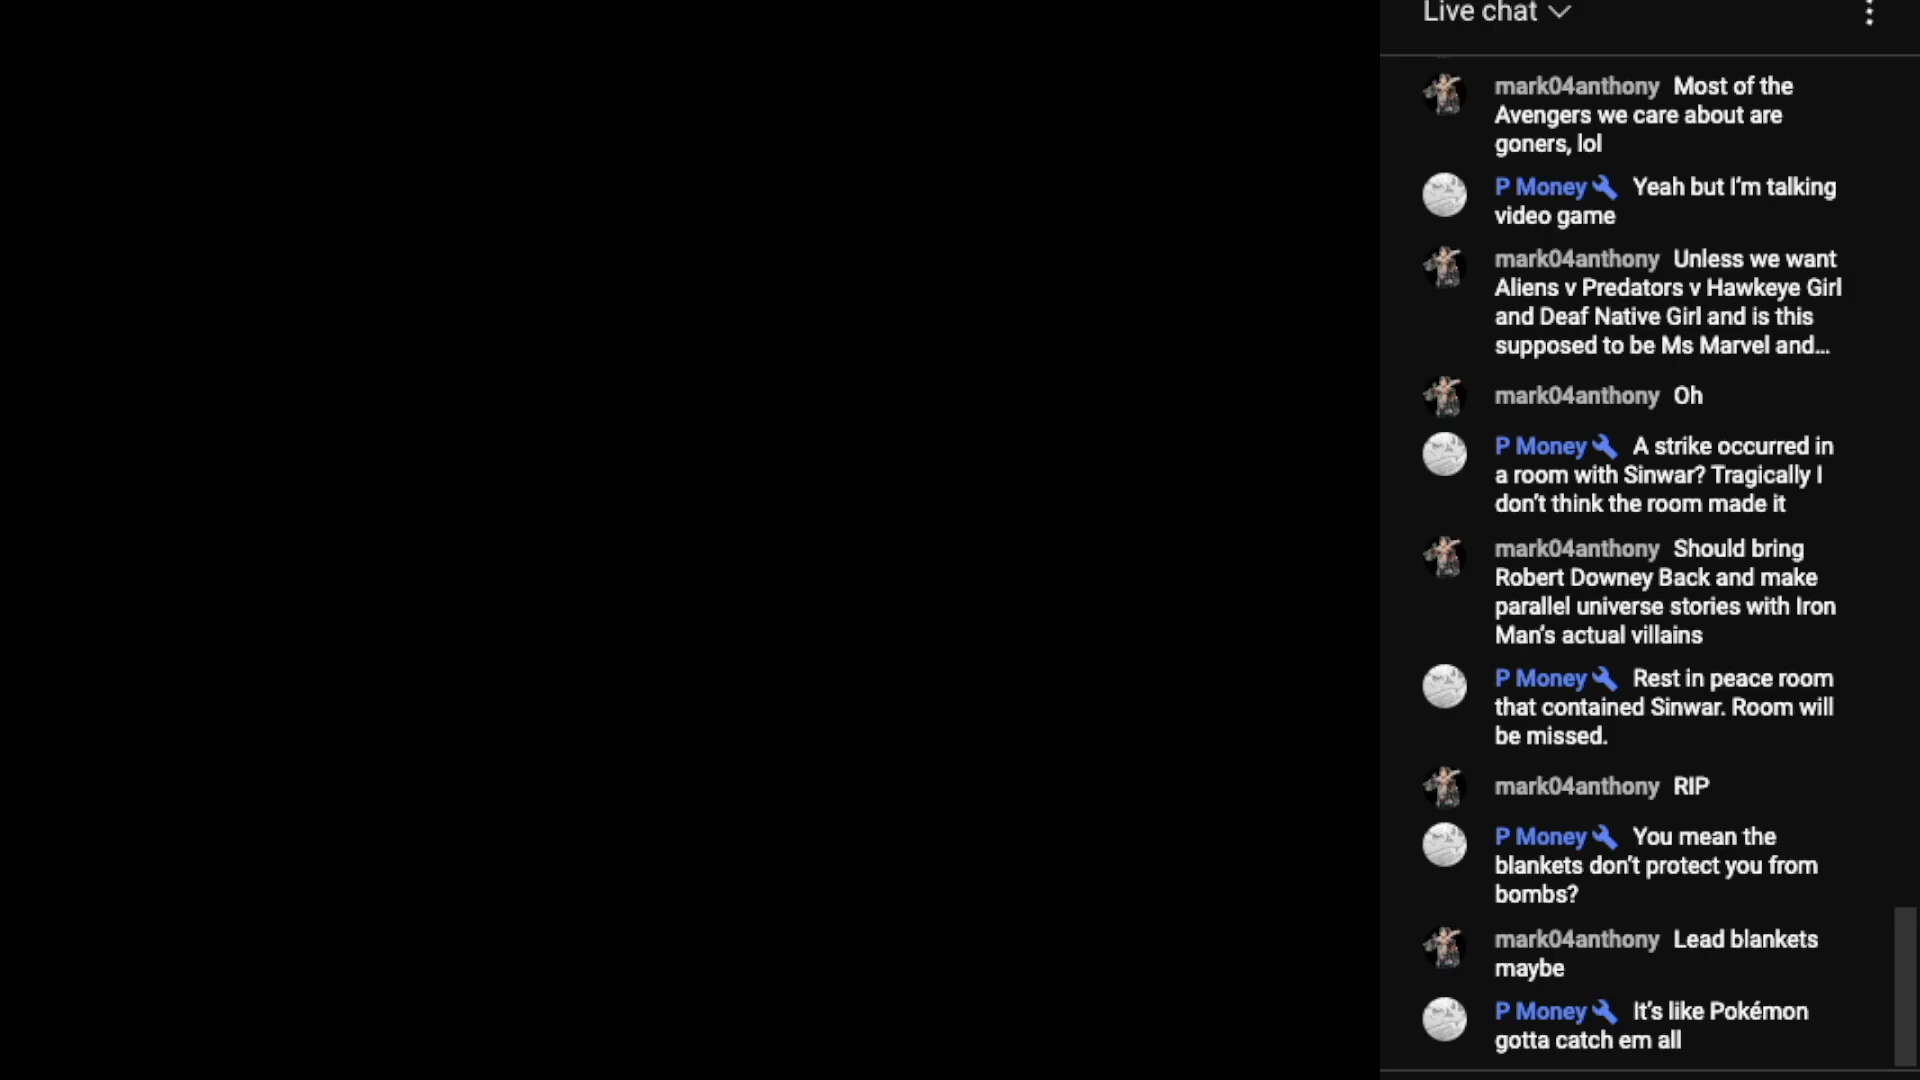 Live chat
mark04anthony Most of the
Avengers we care about are
goners, lol
P Money Yeah but I'm talking
video game
mark04anthony Unless we want
Aliens v Predators v Hawkeye Girl
and Deaf Native Girl and is this
supposed to be Ms Marvel and...
mark04anthony Oh
P Money A strike occurred in
a room with Sinwar? Tragically I
don't think the room made it
mark04anthony Should bring
Robert Downey Back and make
parallel universe stories with Iron
Man's actual villains
P Money Rest in peace room
that contained Sinwar. Room will
be missed.
mark04anthony RIP
P Money You mean the
blankets don't protect you from
bombs?
mark04anthony Lead blankets
maybe
P Money It's like Pokémon
gotta catch em all